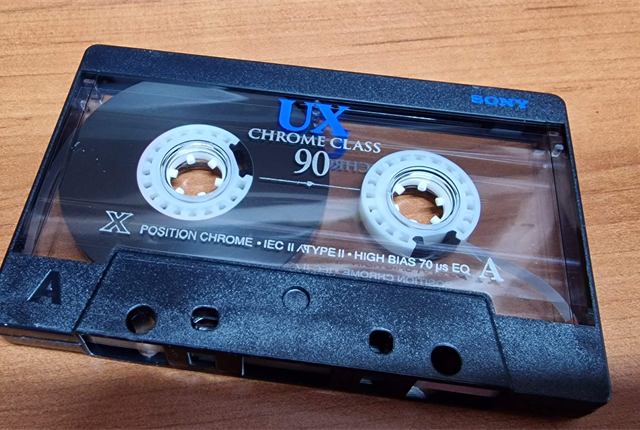 SONY
UX
CHROME CLASS
90
X POSITION CHROME • IEC II / TYPE II • HIGH BIAS 70 μs EQ A
A